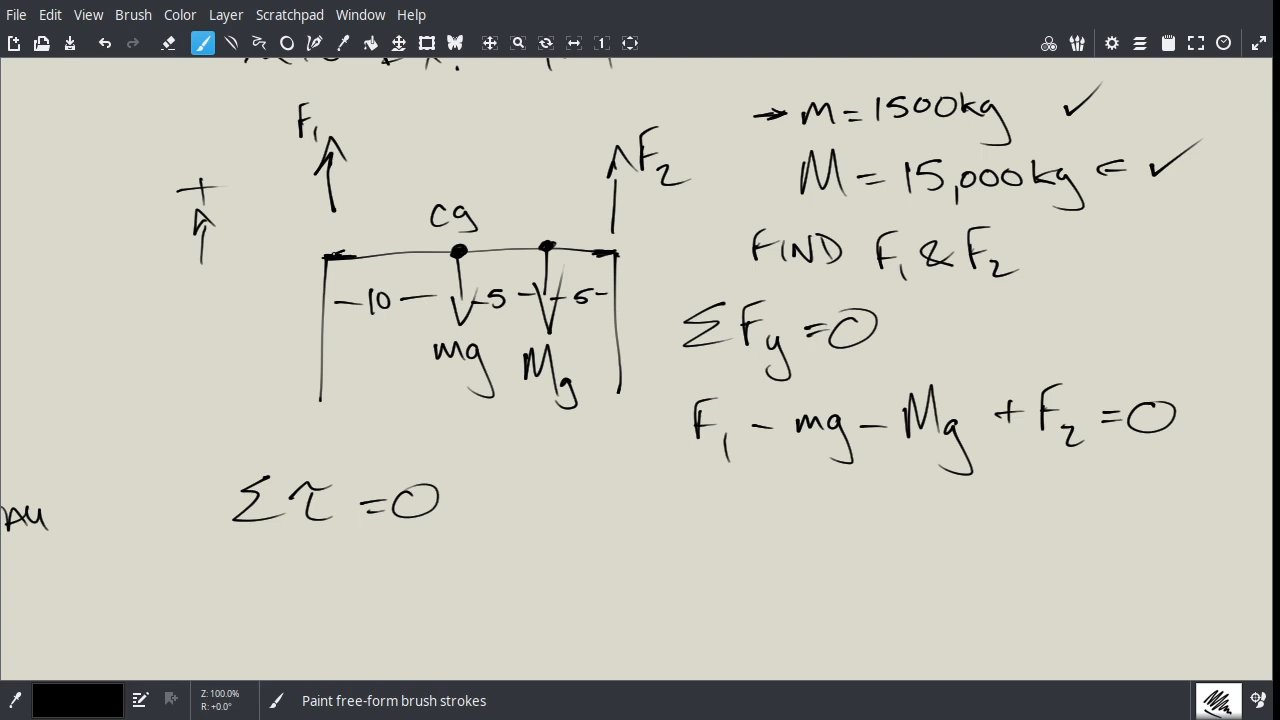 File Edit View Brush Color Layer Scratchpad Window Help
F₁
F₂
+
cg
-10- -5- -5-
mg
Mg
→ m = 1500kg ✓
M = 15,000kg ⇐ ✓
FIND F₁ & F₂
ΣFy = 0
F₁ - mg - Mg + F₂ = 0
Στ = 0
Z: 100.0%
R: +0.0°
Paint free-form brush strokes